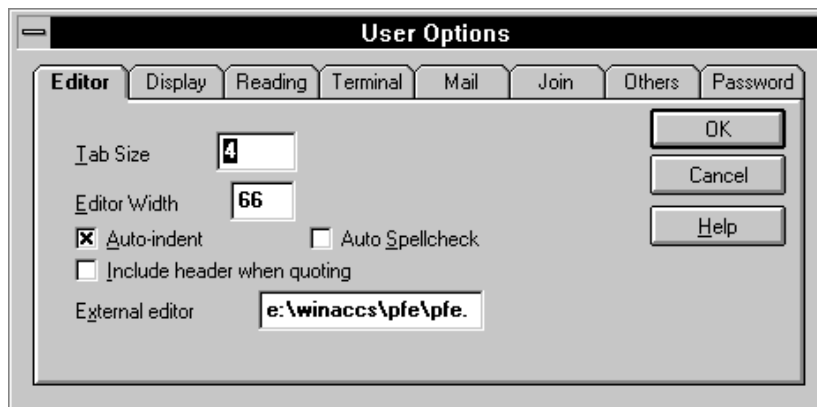 User Options
Editor Display Reading Terminal Mail Join Others Password
OK
Tab Size 4
Cancel
Editor Width 66
Help
Auto-indent Auto Spellcheck
Include header when quoting
External editor e:\winaccs\pfe\pfe.